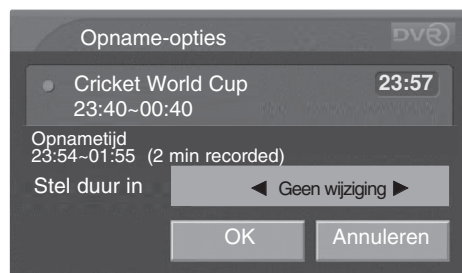 Opname-opties
DVR
Cricket World Cup 23:57
23:40~00:40
Opnametijd
23:54~01:55 (2 min recorded)
Stel duur in ◀ Geen wijziging ▶
OK Annuleren